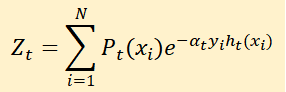 Z_t = \sum_{i=1}^{N} P_t(x_i) e^{-\alpha_t y_i h_t(x_i)}